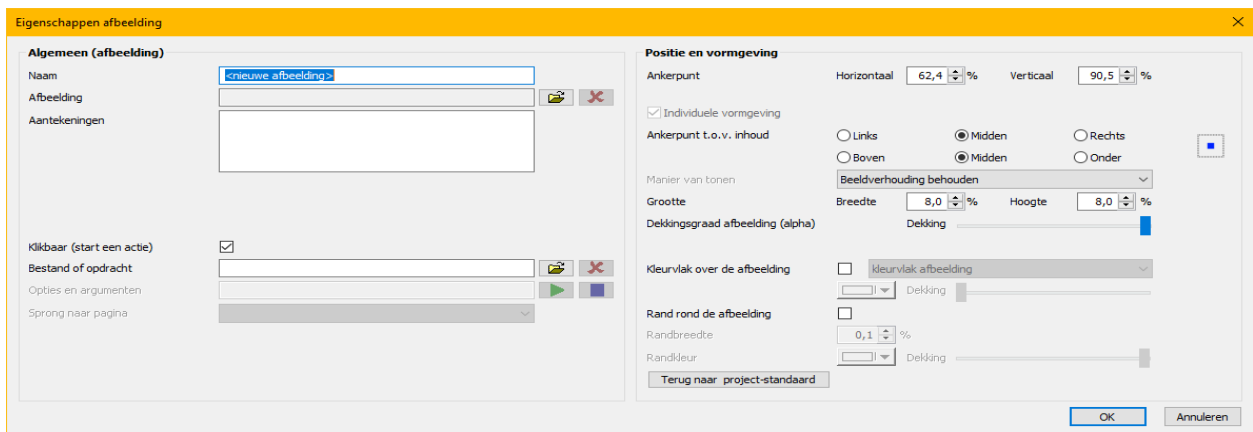 Eigenschappen afbeelding
Algemeen (afbeelding)
Naam <nieuwe afbeelding>
Afbeelding
Aantekeningen
Klikbaar (start een actie)
Bestand of opdracht
Opties en argumenten
Sprong naar pagina
Positie en vormgeving
Ankerpunt Horizontaal 62,4 % Verticaal 90,5 %
Individuele vormgeving
Ankerpunt t.o.v. inhoud Links Midden Rechts
Boven Midden Onder
Manier van tonen Beeldverhouding behouden
Grootte Breedte 8,0 % Hoogte 8,0 %
Dekkingsgraad afbeelding (alpha) Dekking
Kleurvlak over de afbeelding kleurvlak afbeelding
Dekking
Rand rond de afbeelding
Randbreedte 0,1 %
Randkleur Dekking
Terug naar project-standaard
OK Annuleren